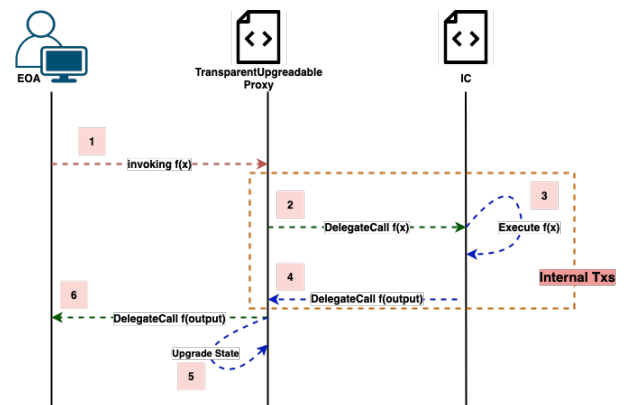 EOA
TransparentUpgreadable
Proxy
IC
1
invoking f(x)
2
DelegateCall f(x)
3
Execute f(x)
Internal Txs
4
DelegateCall f(output)
6
DelegateCall f(output)
Upgrade State
5